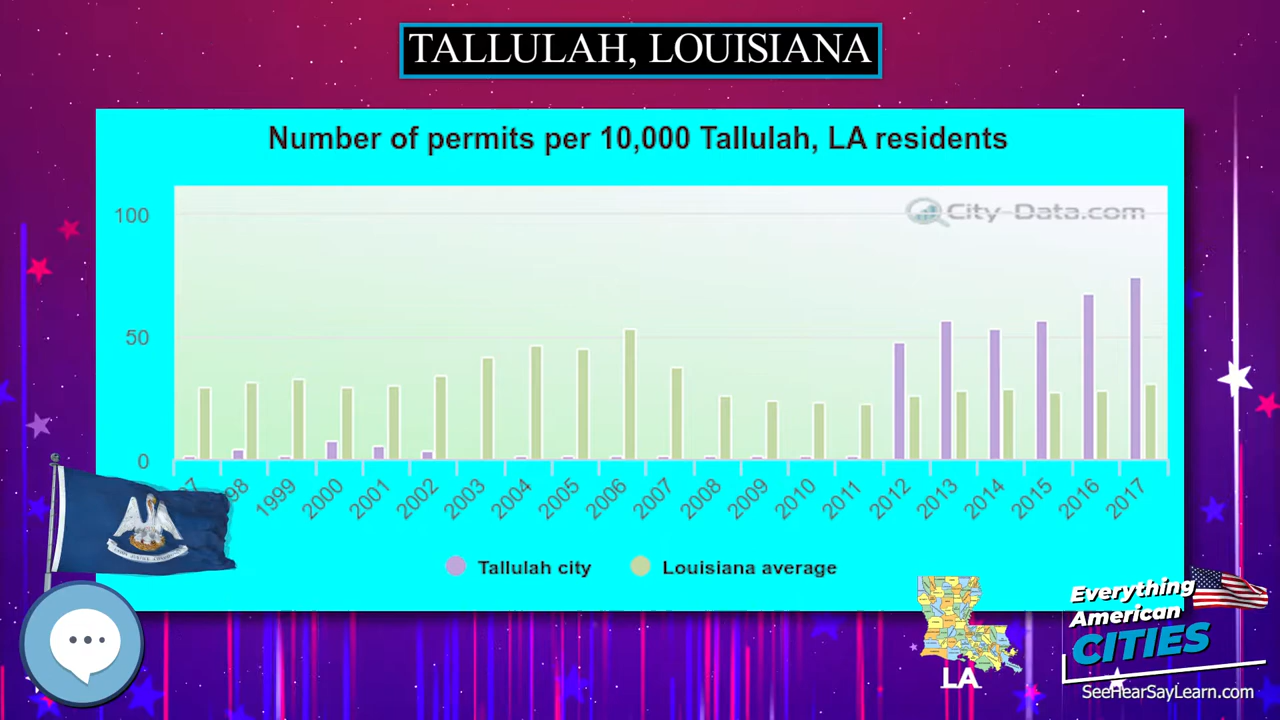 TALLULAH, LOUISIANA
Number of permits per 10,000 Tallulah, LA residents
City-Data.com
100
50
0
97 98 1999 2000 2001 2002 2003 2004 2005 2006 2007 2008 2009 2010 2011 2012 2013 2014 2015 2016 2017
Tallulah city Louisiana average
LA
Everything
American
CITIES
SeeHearSayLearn.com